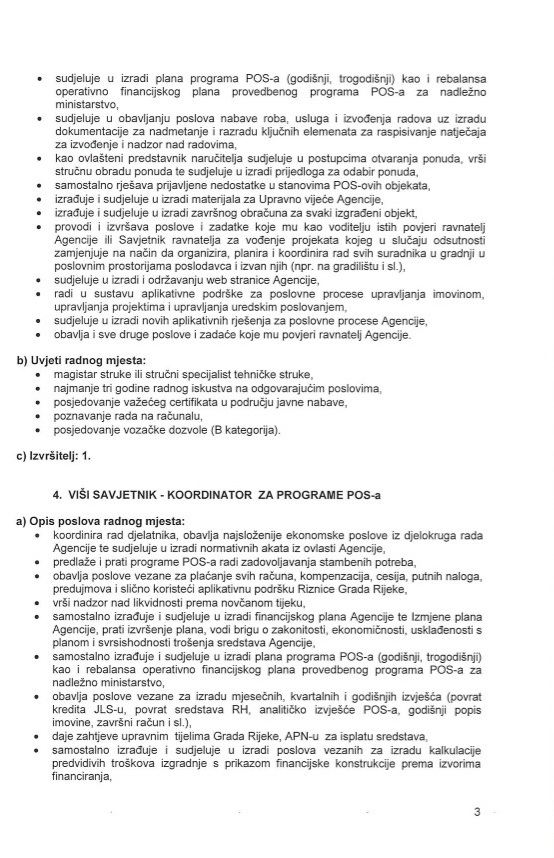 • sudjeluje u izradi plana programa POS-a (godišnji, trogodišnji) kao i rebalansa
operativno financijskog plana provedbenog programa POS-a za nadležno
ministarstvo,
• sudjeluje u obavljanju poslova nabave roba, usluga i izvođenja radova uz izradu
dokumentacije za nadmetanje i razradu ključnih elemenata za raspisivanje natječaja
za izvođenje i nadzor nad radovima,
• kao ovlašteni predstavnik naručitelja sudjeluje u postupcima otvaranja ponuda, vrši
stručnu obradu ponuda te sudjeluje u izradi prijedloga za odabir ponuda,
• samostalno rješava prijavljene nedostatke u stanovima POS-ovih objekata,
• izrađuje i sudjeluje u izradi materijala za Upravno vijeće Agencije,
• izrađuje i sudjeluje u izradi završnog obračuna za svaki izgrađeni objekt,
• provodi i izvršava poslove i zadatke koje mu kao voditelju istih povjeri ravnatelj
Agencije ili Savjetnik ravnatelja za vođenje projekata kojeg u slučaju odsutnosti
zamjenjuje na način da organizira, planira i koordinira rad svih suradnika u gradnji u
poslovnim prostorijama poslodavca i izvan njih (npr. na gradilištu i sl.),
• sudjeluje u izradi i održavanju web stranice Agencije,
• radi u sustavu aplikativne podrške za poslovne procese upravljanja imovinom,
upravljanja projektima i upravljanja uredskim poslovanjem,
• sudjeluje u izradi novih aplikativnih rješenja za poslovne procese Agencije,
• obavlja i sve druge poslove i zadaće koje mu povjeri ravnatelj Agencije.
b) Uvjeti radnog mjesta:
• magistar struke ili stručni specijalist tehničke struke,
• najmanje tri godine radnog iskustva na odgovarajućim poslovima,
• posjedovanje važećeg certifikata u području javne nabave,
• poznavanje rada na računalu,
• posjedovanje vozačke dozvole (B kategorija).
c) Izvršitelj: 1.
4. VIŠI SAVJETNIK - KOORDINATOR ZA PROGRAME POS-a
a) Opis poslova radnog mjesta:
• koordinira rad djelatnika, obavlja najsloženije ekonomske poslove iz djelokruga rada
Agencije te sudjeluje u izradi normativnih akata iz ovlasti Agencije,
• predlaže i prati programe POS-a radi zadovoljavanja stambenih potreba,
• obavlja poslove vezane za plaćanje svih računa, kompenzacija, cesija, putnih naloga,
predujmova i slično koristeći aplikativnu podršku Riznice Grada Rijeke,
• vrši nadzor nad likvidnosti prema novčanom tijeku,
• samostalno izrađuje i sudjeluje u izradi financijskog plana Agencije te Izmjene plana
Agencije, prati izvršenje plana, vodi brigu o zakonitosti, ekonomičnosti, usklađenosti s
planom i svrsishodnosti trošenja sredstava Agencije,
• samostalno izrađuje i sudjeluje u izradi plana programa POS-a (godišnji, trogodišnji)
kao i rebalansa operativno financijskog plana provedbenog programa POS-a za
nadležno ministarstvo,
• obavlja poslove vezane za izradu mjesečnih, kvartalnih i godišnjih izvješća (povrat
kredita JLS-u, povrat sredstava RH, analitičko izvješće POS-a, godišnji popis
imovine, završni račun i sl.),
• daje zahtjeve upravnim tijelima Grada Rijeke, APN-u za isplatu sredstava,
• samostalno izrađuje i sudjeluje u izradi poslova vezanih za izradu kalkulacije
predvidivih troškova izgradnje s prikazom financijske konstrukcije prema izvorima
financiranja,
3